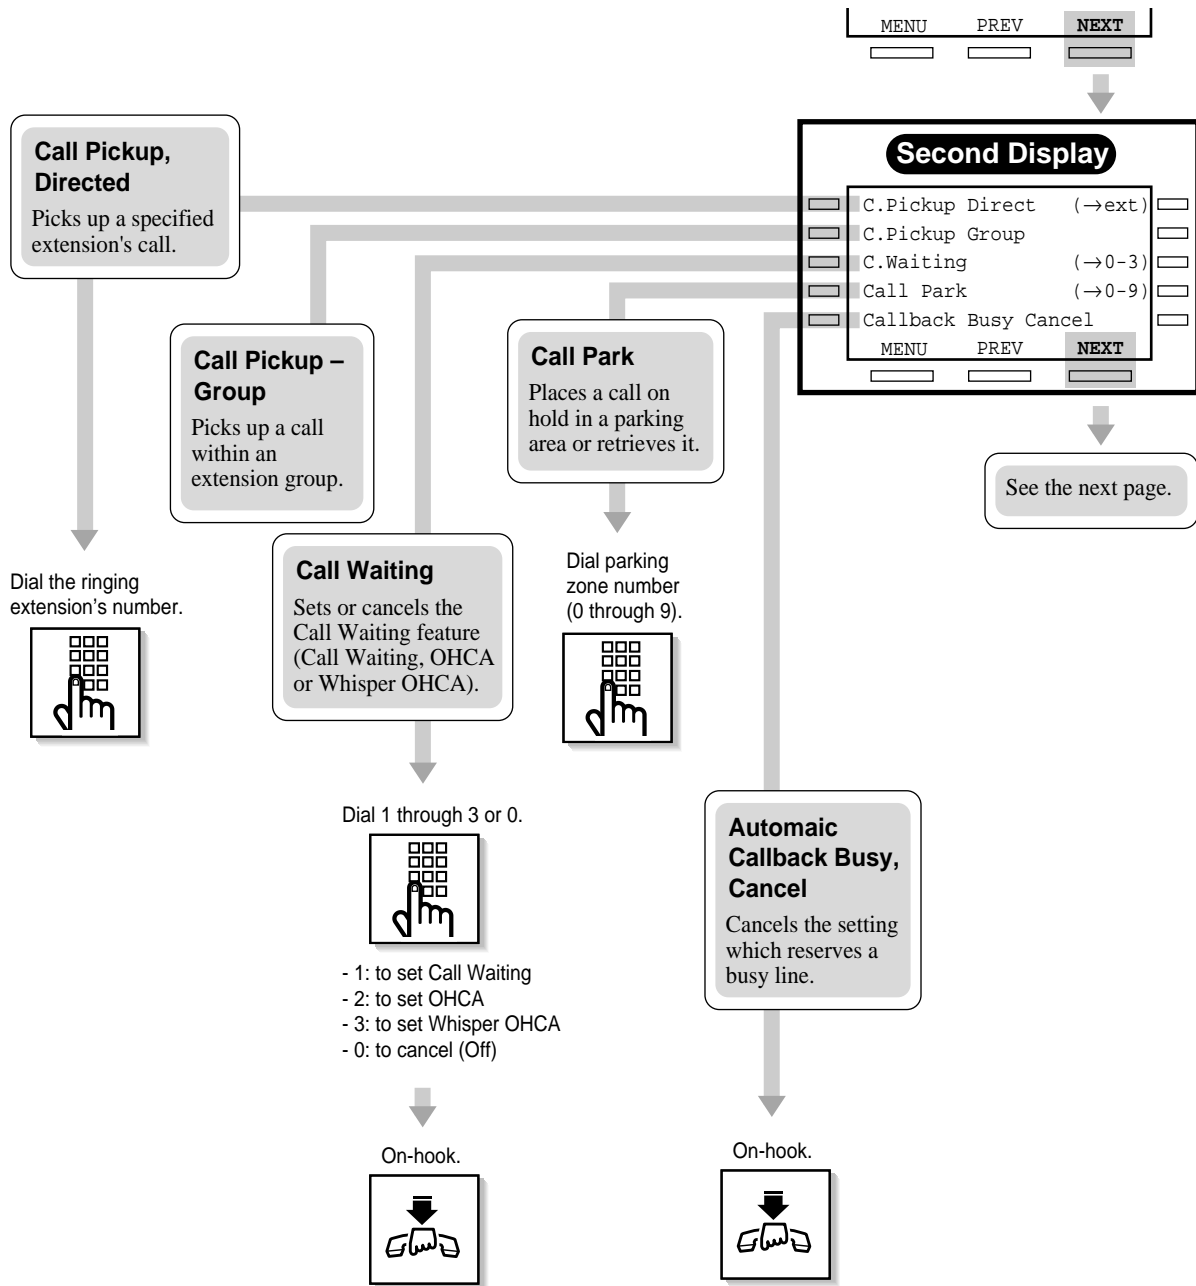 MENU PREV NEXT
Second Display
C.Pickup Direct (→ext)
C.Pickup Group
C.Waiting (→0-3)
Call Park (→0-9)
Callback Busy Cancel
MENU PREV NEXT
See the next page.
Call Pickup,
Directed
Picks up a specified
extension's call.
Dial the ringing
extension’s number.
Call Pickup –
Group
Picks up a call
within an
extension group.
Call Waiting
Sets or cancels the
Call Waiting feature
(Call Waiting, OHCA
or Whisper OHCA).
Dial 1 through 3 or 0.
- 1: to set Call Waiting
- 2: to set OHCA
- 3: to set Whisper OHCA
- 0: to cancel (Off)
On-hook.
Call Park
Places a call on
hold in a parking
area or retrieves it.
Dial parking
zone number
(0 through 9).
Automaic
Callback Busy,
Cancel
Cancels the setting
which reserves a
busy line.
On-hook.